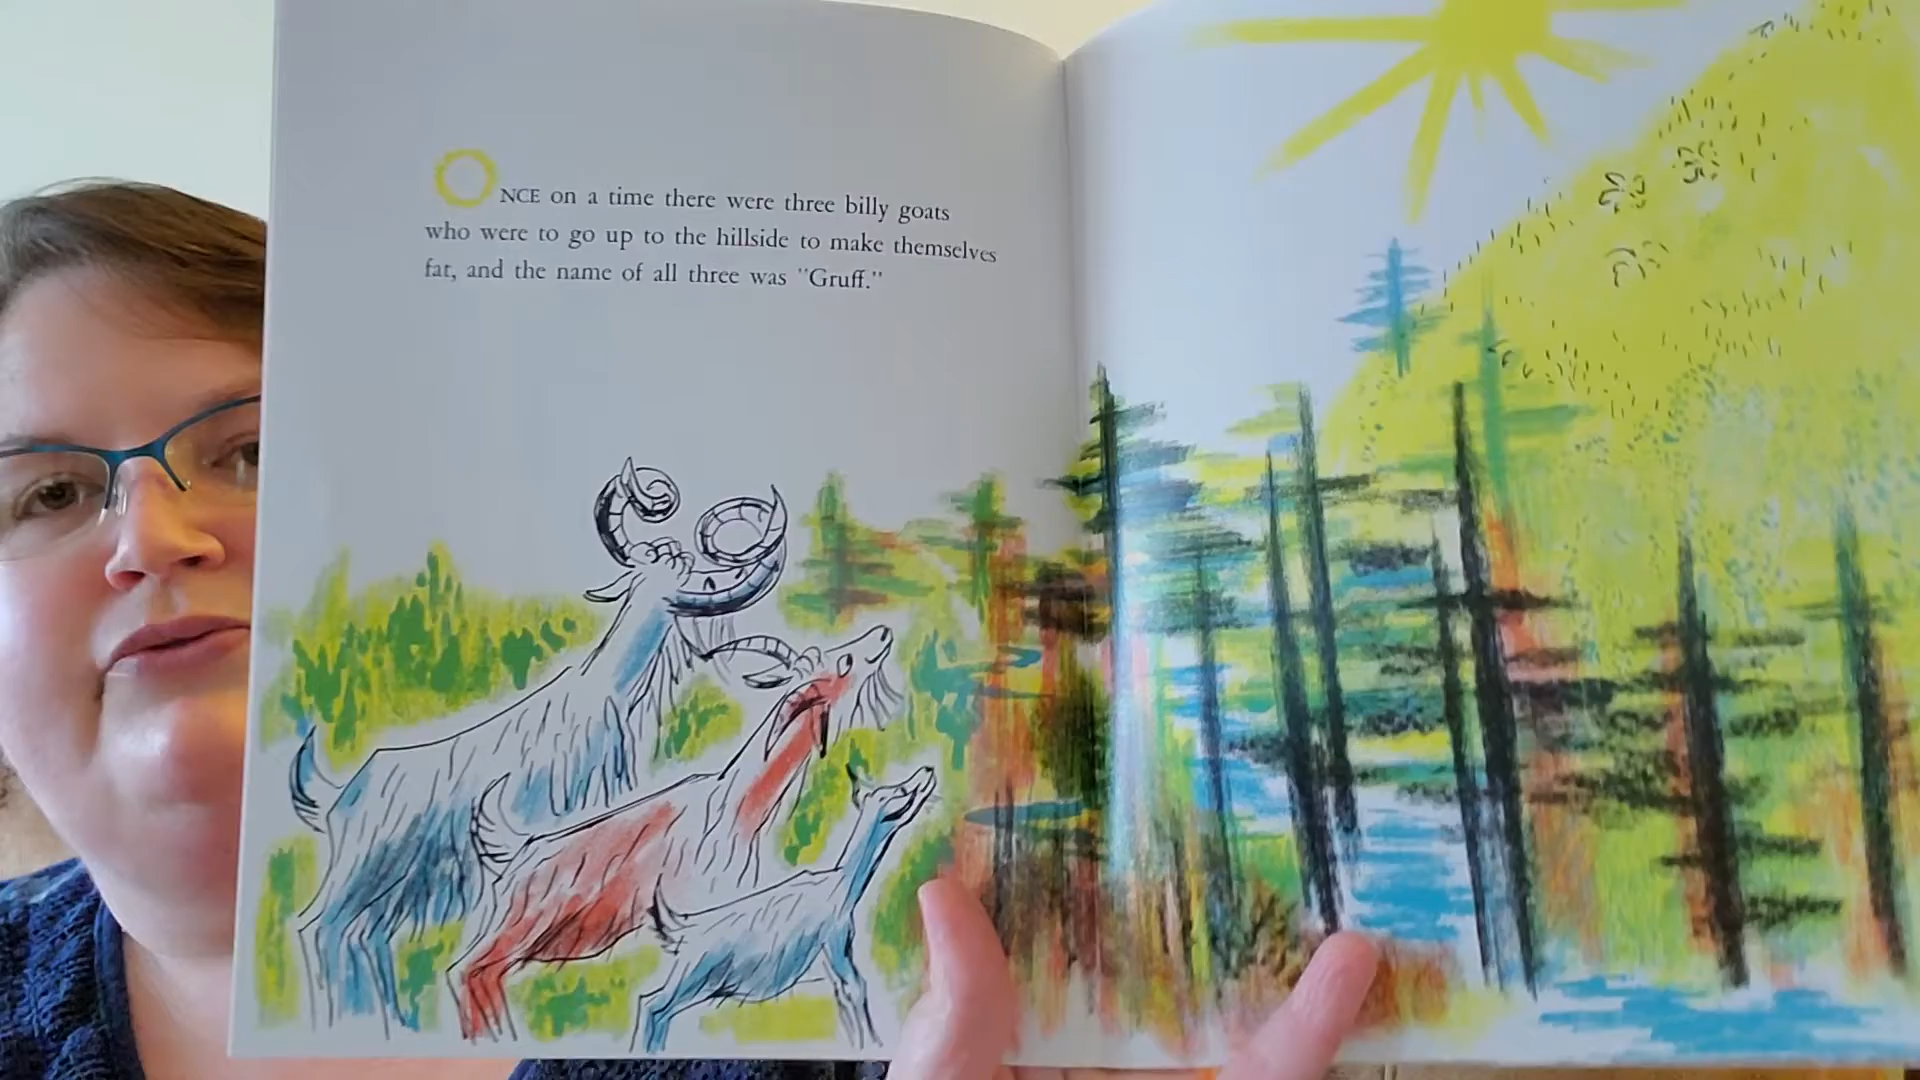 ONCE on a time there were three billy goats
who were to go up to the hillside to make themselves
fat, and the name of all three was "Gruff."